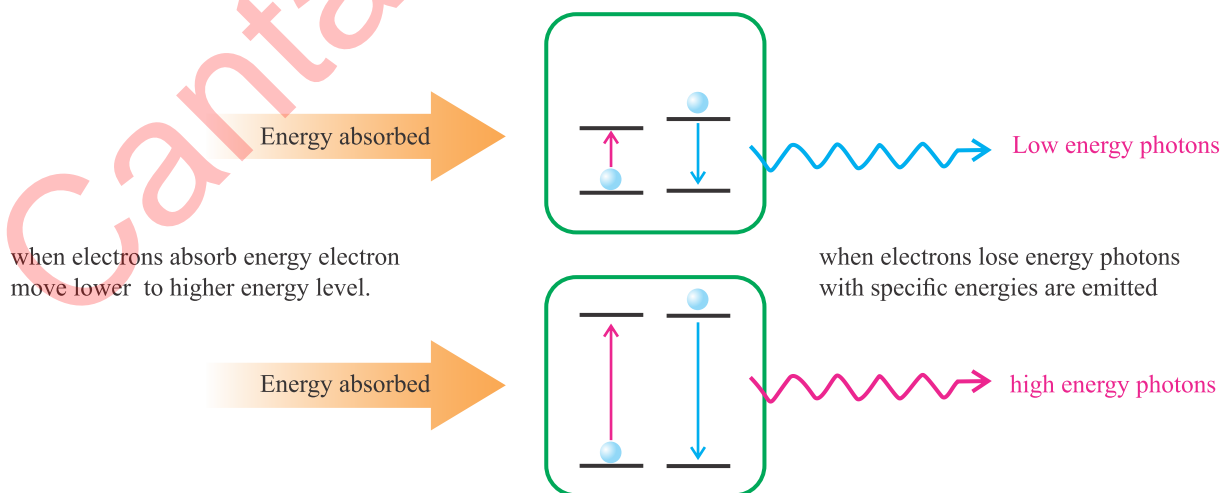 Canta
Energy absorbed
Low energy photons
when electrons absorb energy electron
move lower  to higher energy level.
when electrons lose energy photons
with specific energies are emitted
Energy absorbed
high energy photons